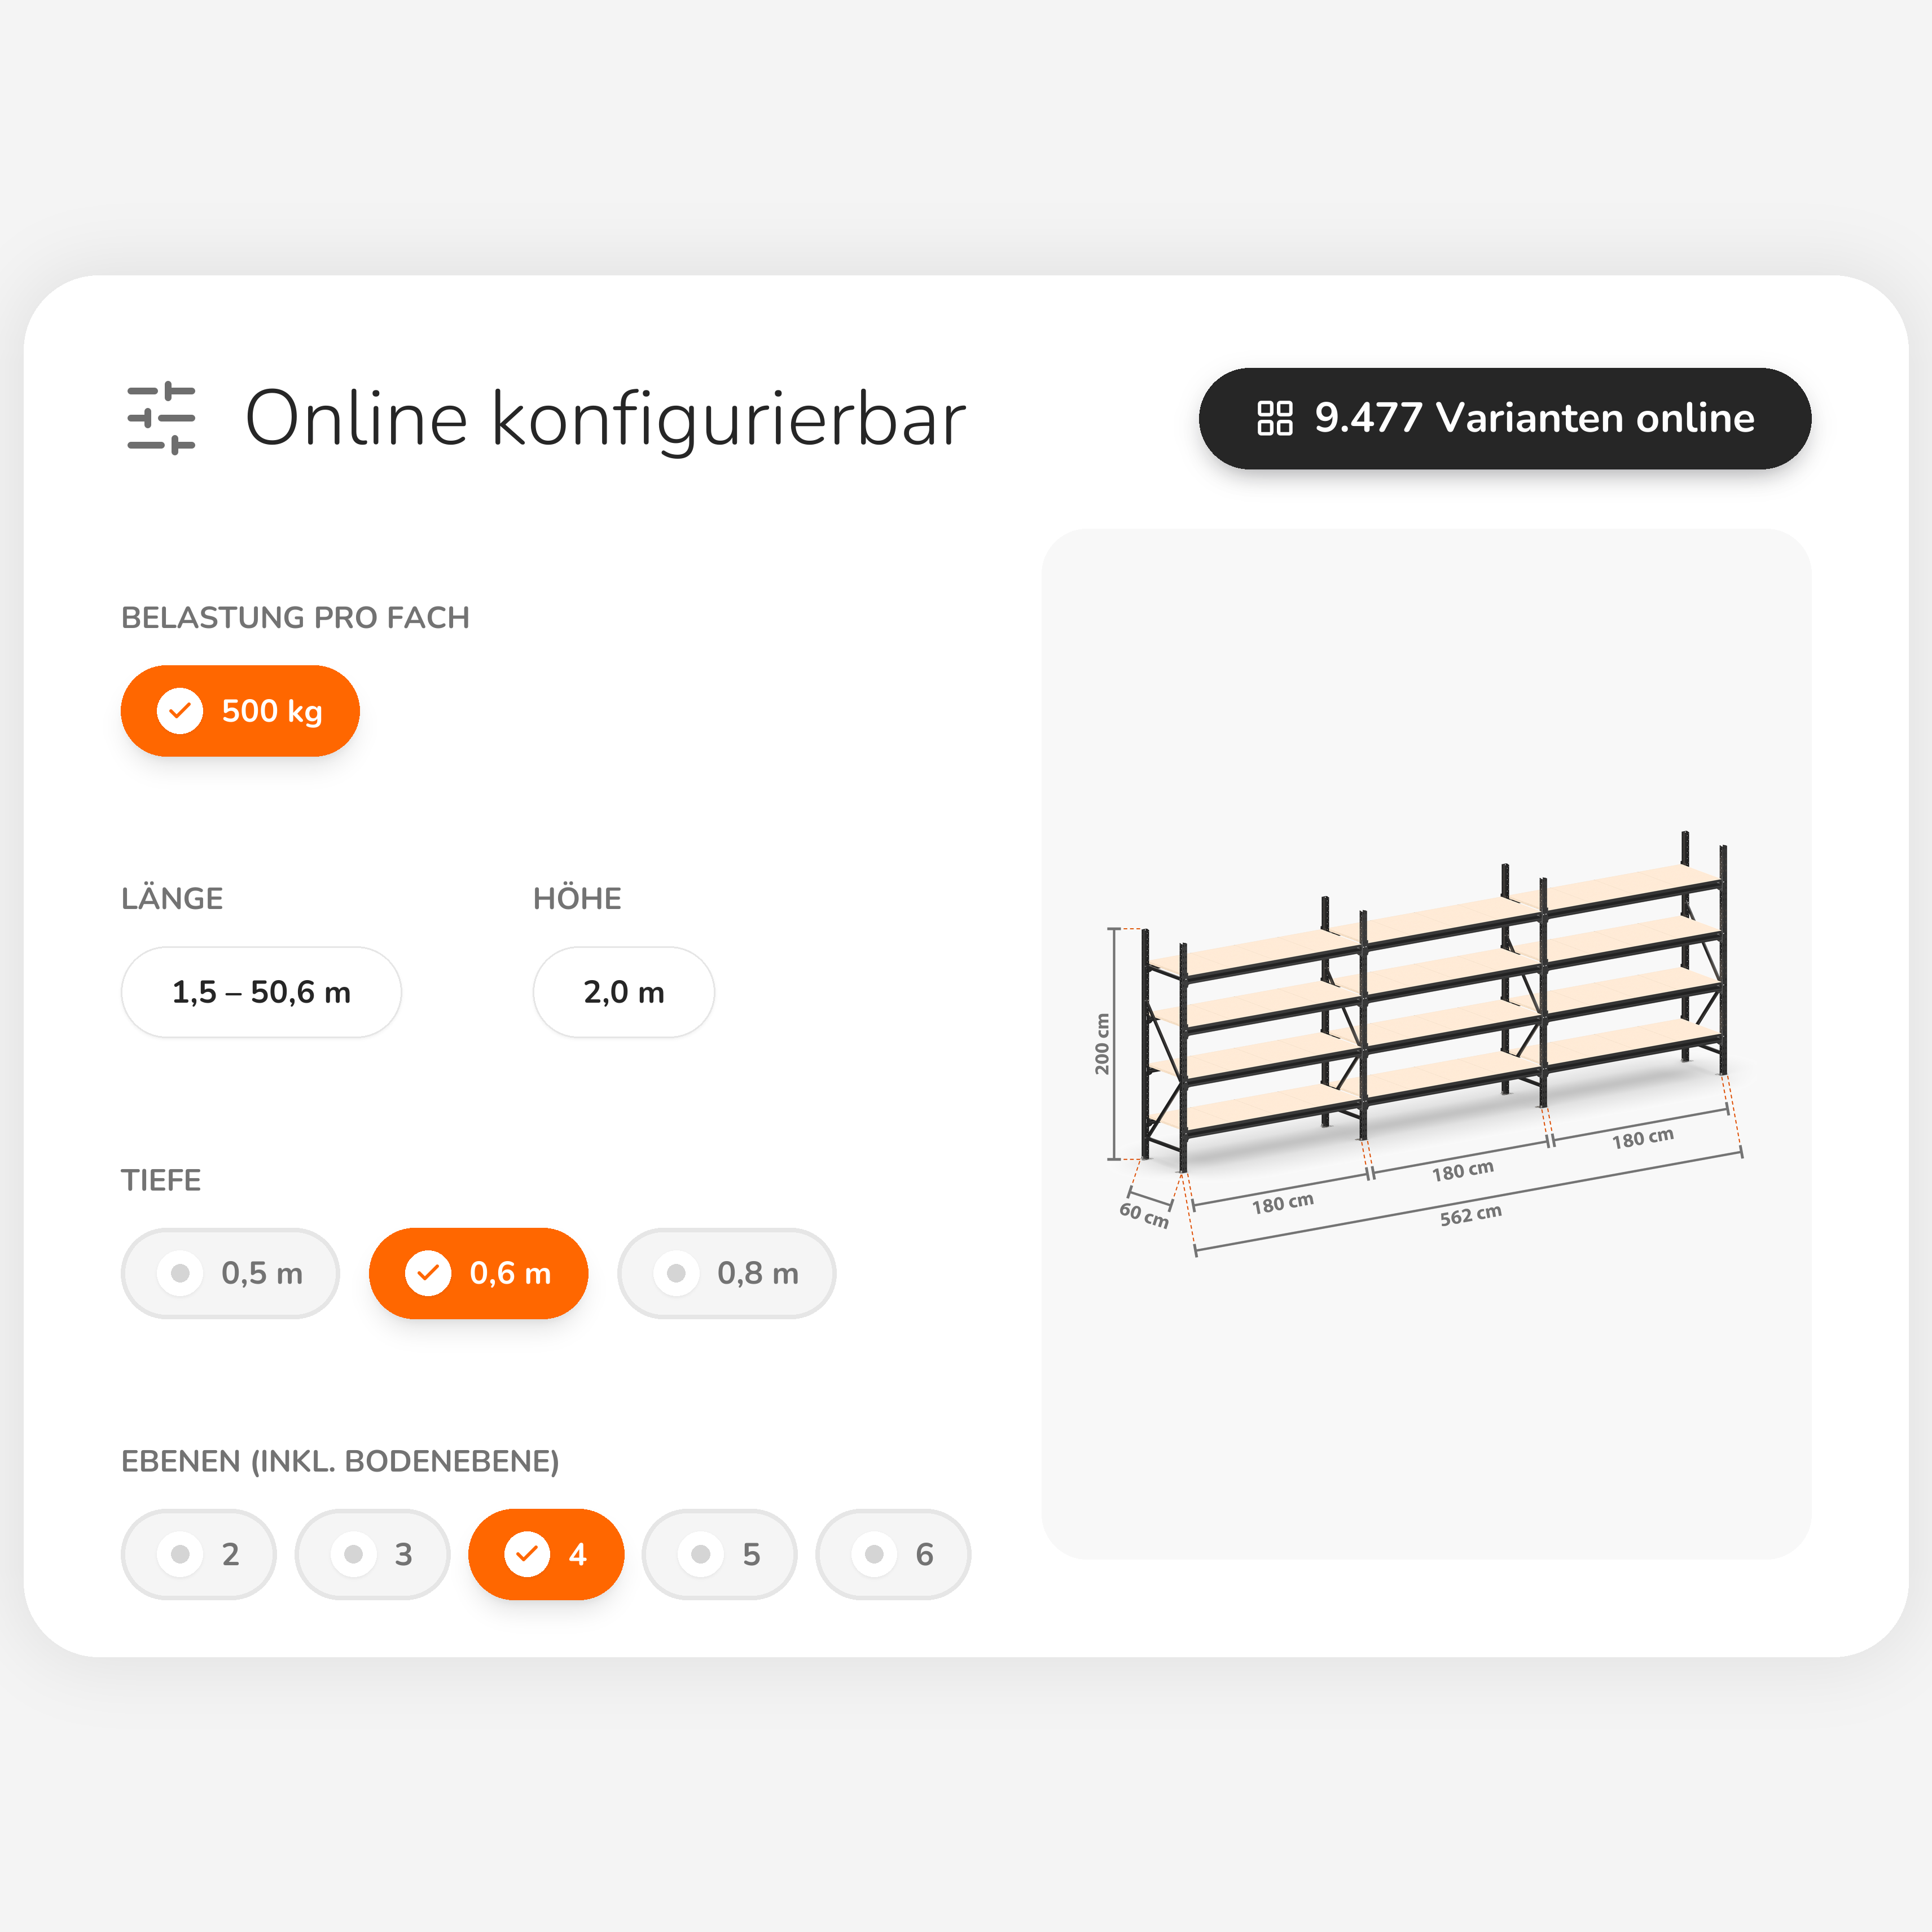 Online konfigurierbar
9.477 Varianten online
BELASTUNG PRO FACH
500 kg
LÄNGE
HÖHE
1,5 – 50,6 m
2,0 m
TIEFE
0,5 m
0,6 m
0,8 m
EBENEN (INKL. BODENEBENE)
2
3
4
5
6
200 cm
60 cm
180 cm
180 cm
180 cm
562 cm